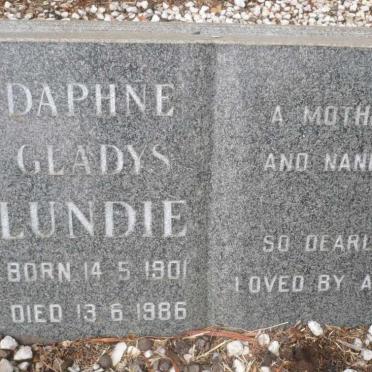 DAPHNE
GLADYS
LUNDIE
BORN 14 5 1901
DIED 13 6 1986
A MOTH
AND NAN
SO DEARL
LOVED BY A